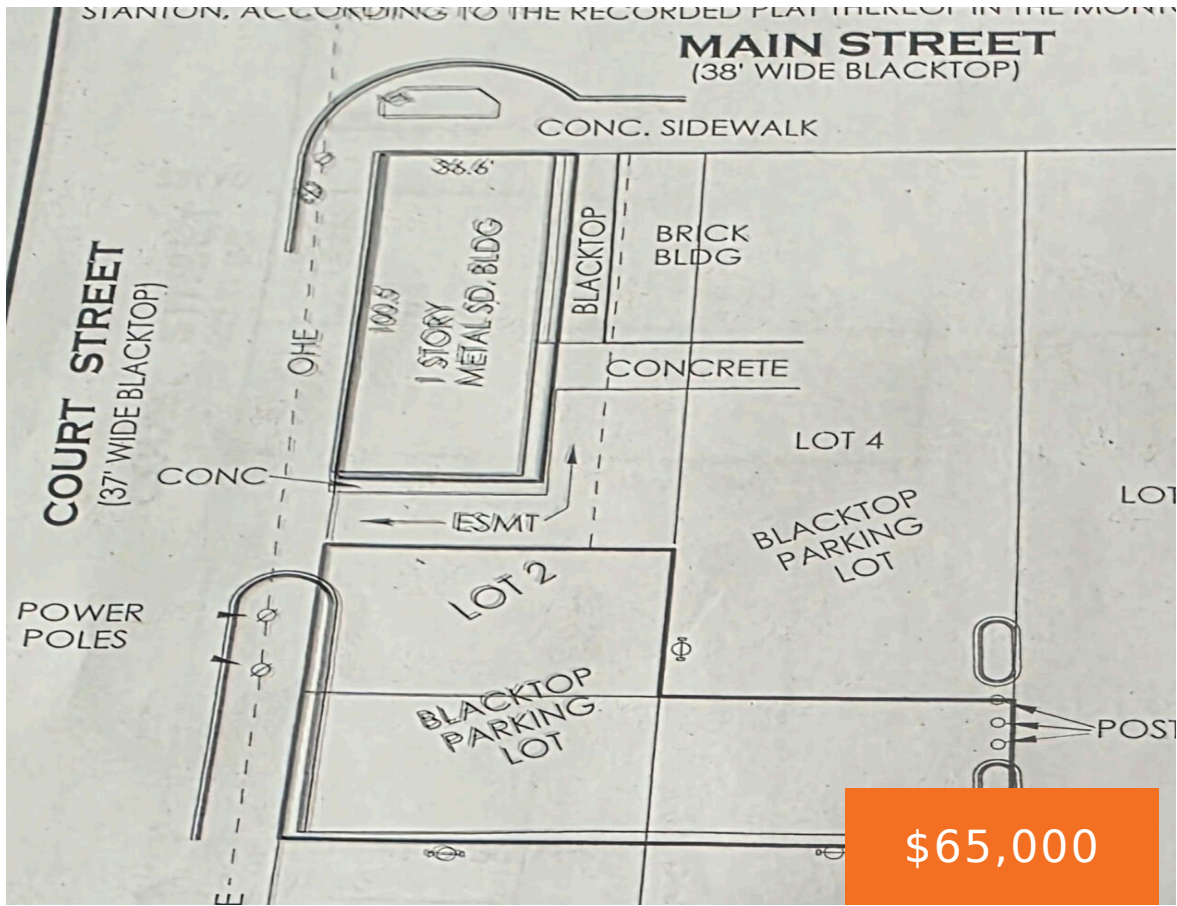 STANTON, ACCORDING TO THE RECORDED PLAT THEREOF IN THE
MAIN STREET
(38' WIDE BLACKTOP)
CONC. SIDEWALK
BRICK
BLDG
BLACKTOP
1 STORY
METAL SD. BLDG
COURT STREET
(37' WIDE BLACKTOP)
OHE
CONCRETE
LOT 4
CONC
ESMT
BLACKTOP
PARKING
LOT
LOT 2
POWER
POLES
BLACKTOP
PARKING
LOT
$65,000